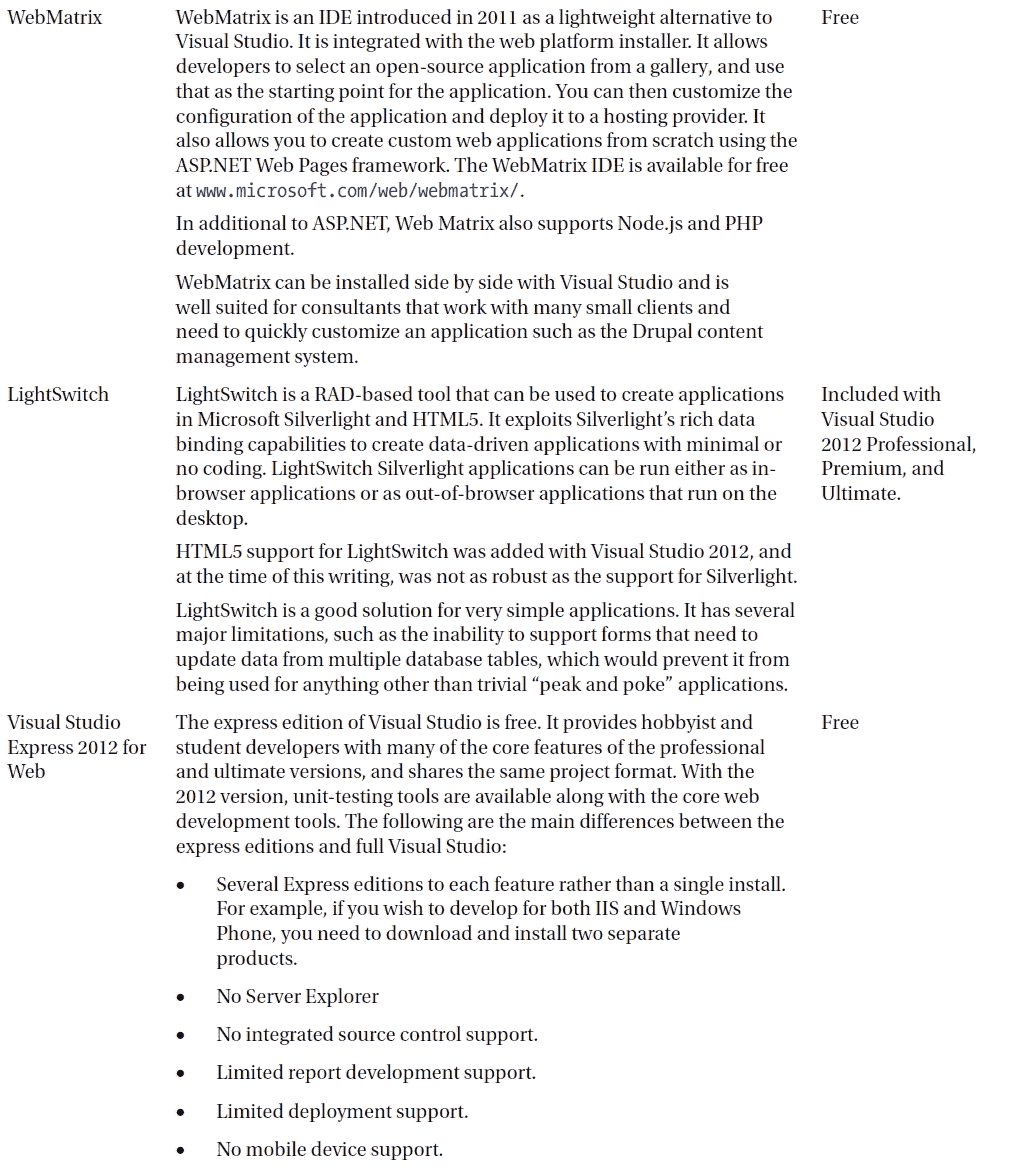 WebMatrix
WebMatrix is an IDE introduced in 2011 as a lightweight alternative to
Visual Studio. It is integrated with the web platform installer. It allows
developers to select an open-source application from a gallery, and use
that as the starting point for the application. You can then customize the
configuration of the application and deploy it to a hosting provider. It
also allows you to create custom web applications from scratch using the
ASP.NET Web Pages framework. The WebMatrix IDE is available for free
at www.microsoft.com/web/webmatrix/.
In additional to ASP.NET, Web Matrix also supports Node.js and PHP
development.
WebMatrix can be installed side by side with Visual Studio and is
well suited for consultants that work with many small clients and
need to quickly customize an application such as the Drupal content
management system.
Free
LightSwitch
LightSwitch is a RAD-based tool that can be used to create applications
in Microsoft Silverlight and HTML5. It exploits Silverlight's rich data
binding capabilities to create data-driven applications with minimal or
no coding. LightSwitch Silverlight applications can be run either as in-
browser applications or as out-of-browser applications that run on the
desktop.
HTML5 support for LightSwitch was added with Visual Studio 2012, and
at the time of this writing, was not as robust as the support for Silverlight.
LightSwitch is a good solution for very simple applications. It has several
major limitations, such as the inability to support forms that need to
update data from multiple database tables, which would prevent it from
being used for anything other than trivial “peak and poke” applications.
Included with
Visual Studio
2012 Professional,
Premium, and
Ultimate.
Visual Studio
Express 2012 for
Web
The express edition of Visual Studio is free. It provides hobbyist and
student developers with many of the core features of the professional
and ultimate versions, and shares the same project format. With the
2012 version, unit-testing tools are available along with the core web
development tools. The following are the main differences between the
express editions and full Visual Studio:
• Several Express editions to each feature rather than a single install.
For example, if you wish to develop for both IIS and Windows
Phone, you need to download and install two separate
products.
• No Server Explorer
• No integrated source control support.
• Limited report development support.
• Limited deployment support.
• No mobile device support.
Free